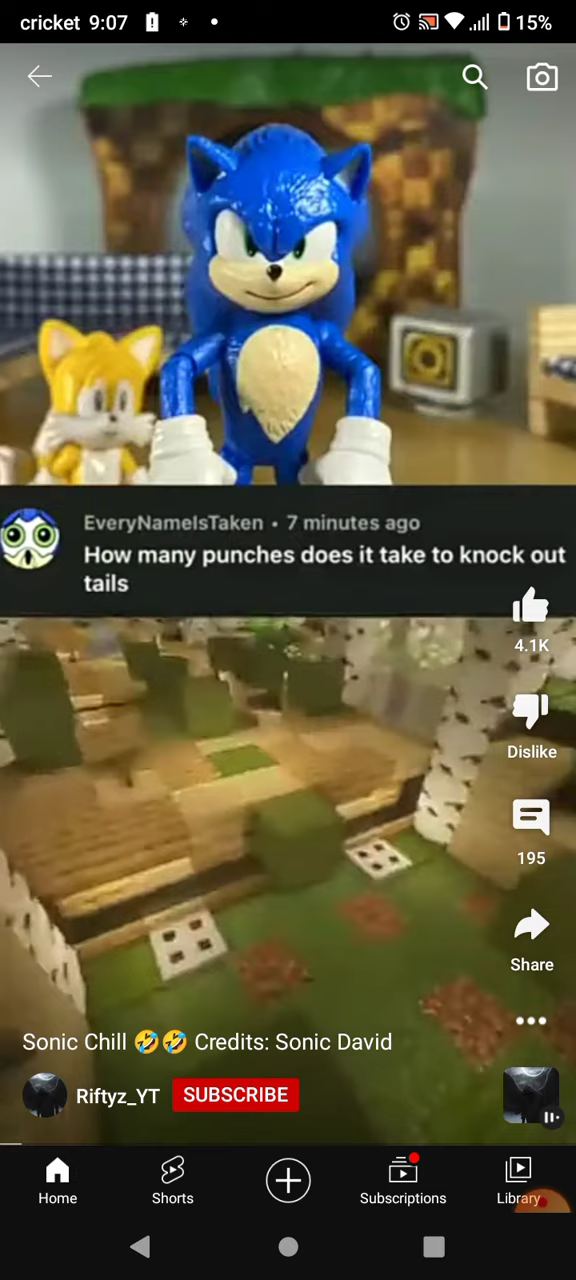 cricket 9:07
15%
EveryNameIsTaken • 7 minutes ago
How many punches does it take to knock out
tails
4.1K
Dislike
195
Share
Sonic Chill 🤣🤣 Credits: Sonic David
Riftyz_YT SUBSCRIBE
Home Shorts Subscriptions Library